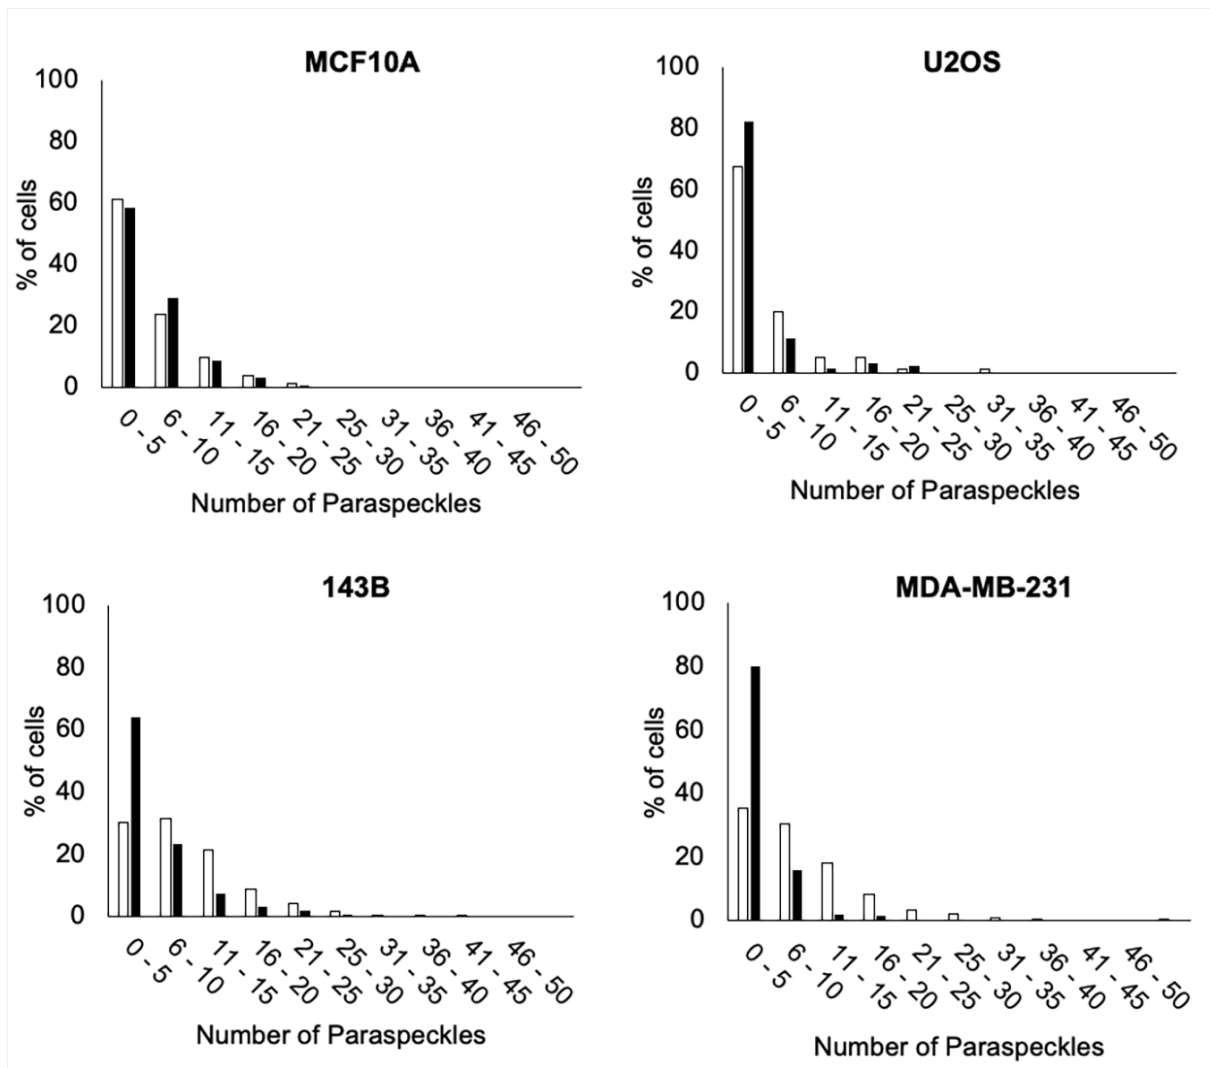 MCF10A
100
80
60
40
20
0
% of cells
0 - 5
6 - 10
11 - 15
16 - 20
21 - 25
25 - 30
31 - 35
36 - 40
41 - 45
46 - 50
Number of Paraspeckles
U2OS
100
80
60
40
20
0
% of cells
0 - 5
6 - 10
11 - 15
16 - 20
21 - 25
25 - 30
31 - 35
36 - 40
41 - 45
46 - 50
Number of Paraspeckles
143B
100
80
60
40
20
0
% of cells
0 - 5
6 - 10
11 - 15
16 - 20
21 - 25
25 - 30
31 - 35
36 - 40
41 - 45
46 - 50
Number of Paraspeckles
MDA-MB-231
100
80
60
40
20
0
% of cells
0 - 5
6 - 10
11 - 15
16 - 20
21 - 25
25 - 30
31 - 35
36 - 40
41 - 45
46 - 50
Number of Paraspeckles